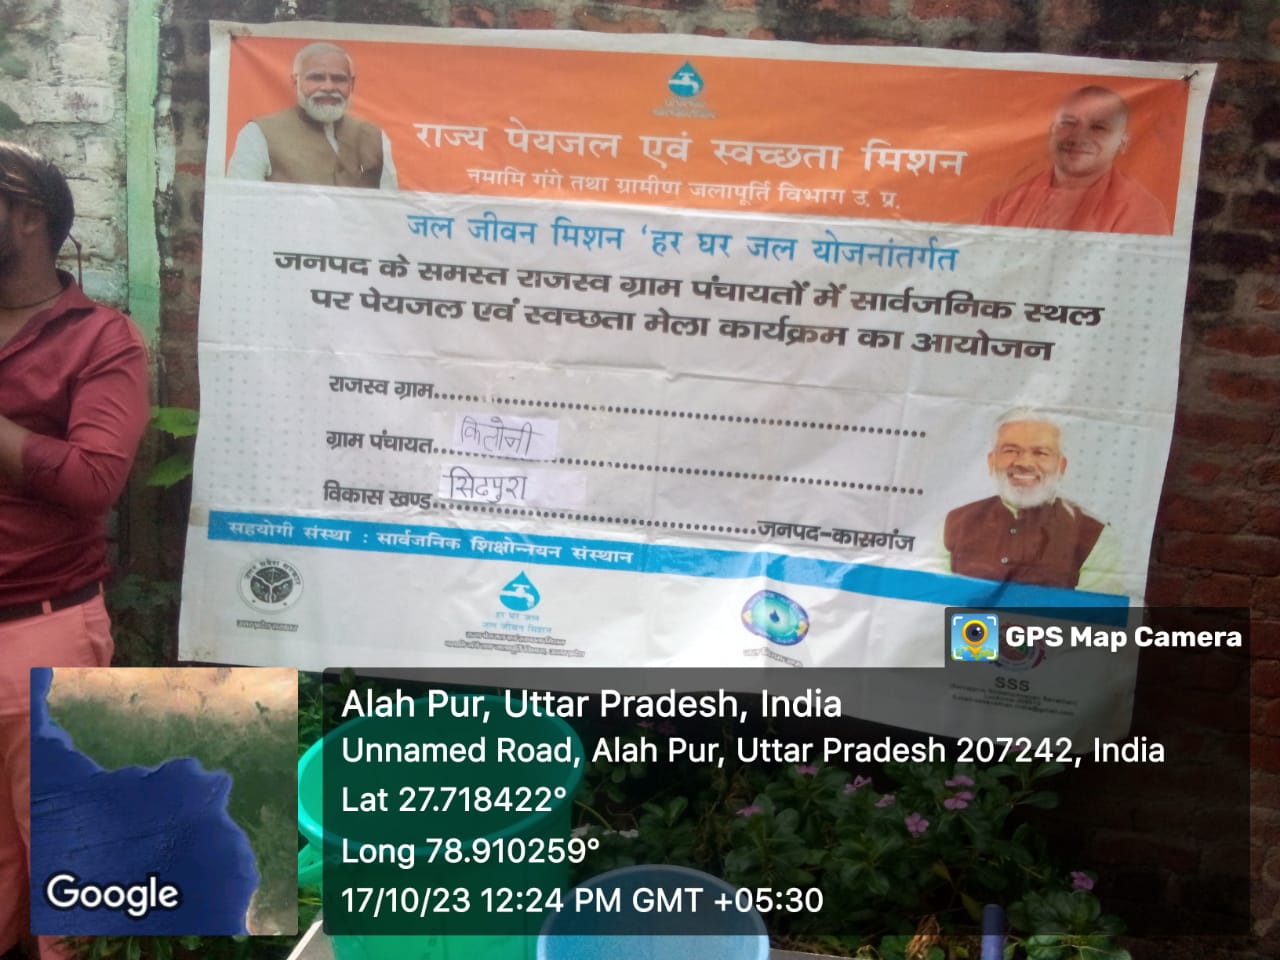 राज्य पेयजल एवं स्वच्छता मिशन
नमामि गंगे तथा ग्रामीण जलापूर्ति विभाग उ. प्र.
जल जीवन मिशन 'हर घर जल योजनांतर्गत
जनपद के समस्त राजस्व ग्राम पंचायतों में सार्वजनिक स्थल
पर पेयजल एवं स्वच्छता मेला कार्यक्रम का आयोजन
राजस्व ग्राम
ग्राम पंचायत कितोनी
विकास खण्ड सिढपुरा जनपद-कासगंज
सहयोगी संस्था : सार्वजनिक शिक्षोन्नयन संस्थान
हर घर जल
जल जीवन मिशन
SSS
GPS Map Camera
Alah Pur, Uttar Pradesh, India
Unnamed Road, Alah Pur, Uttar Pradesh 207242, India
Lat 27.718422°
Long 78.910259°
17/10/23 12:24 PM GMT +05:30
Google